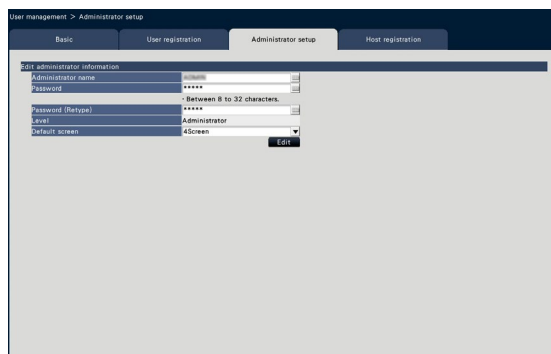 User management > Administrator setup
Basic
User registration
Administrator setup
Host registration
Edit administrator information
Administrator name
Password
*****
・Between 8 to 32 characters.
Password (Retype)
*****
Level
Administrator
Default screen
4Screen
Edit